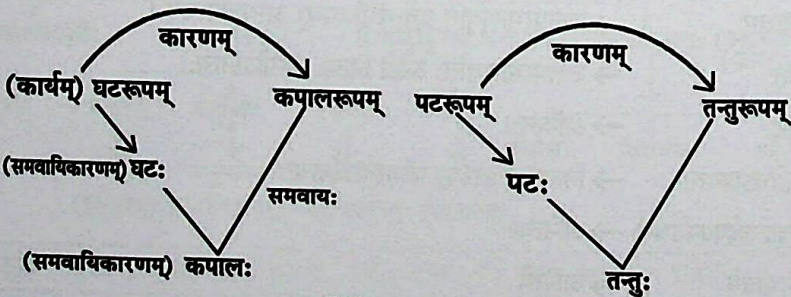 कारणम्
कारणम्
(कार्यम्) घटरूपम्
कपालरूपम्
पटरूपम्
तन्तुरूपम्
(समवायिकारणम्) घटः
पटः
समवायः
(समवायिकारणम्) कपालः
तन्तुः